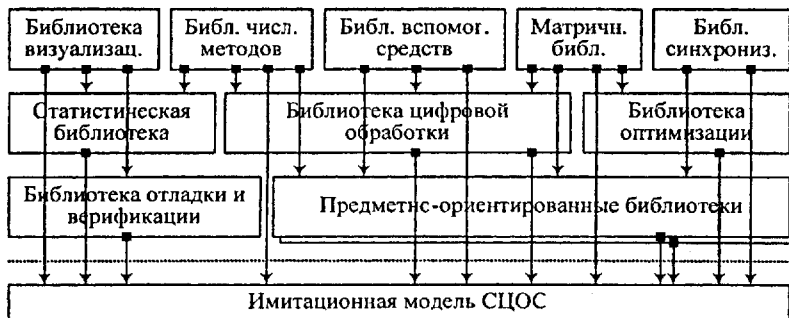 Библиотека
визуализац.
Библ. числ.
методов
Библ. вспомог.
средств
Матричн.
библ.
Библ.
синхрониз.
Статистическая
библиотека
Библиотека цифровой
обработки
Библиотека
оптимизации
Библиотека отладки и
верификации
Предметно-ориентированные библиотеки
Имитационная модель СЦОС